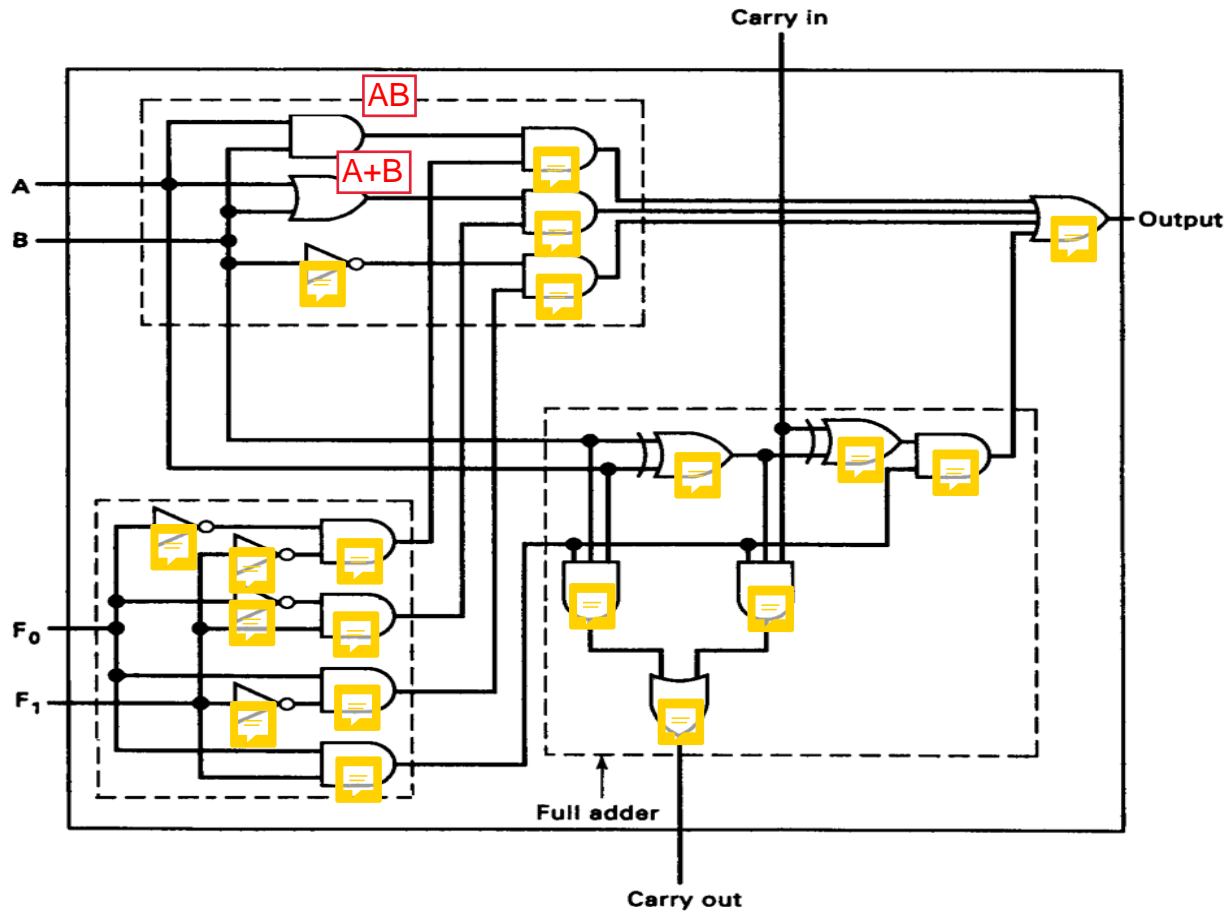 Carry in
AB
A+B
A
B
Output
F0
F1
Full adder
Carry out